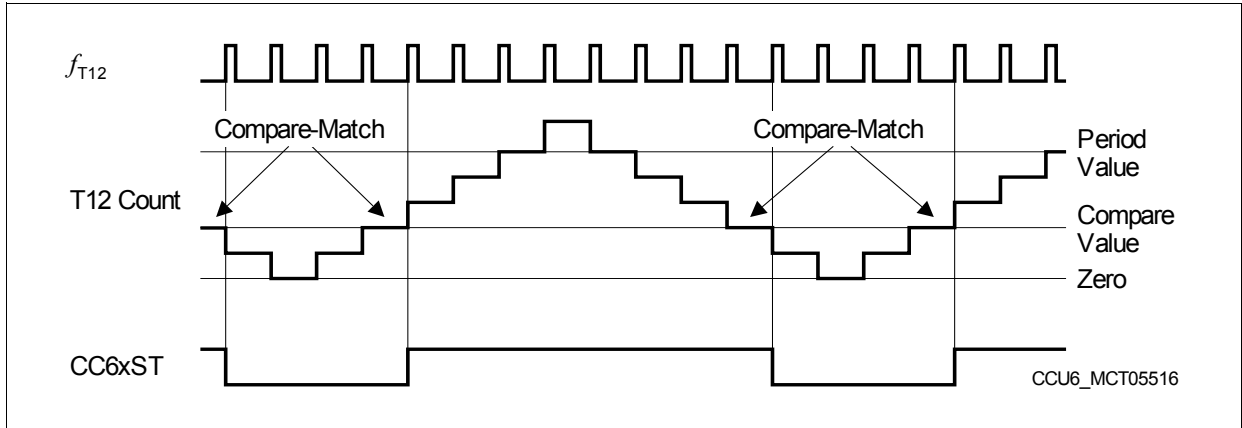 fT12
Compare-Match
Compare-Match
Period
Value
T12 Count
Compare
Value
Zero
CC6xST
CCU6_MCT05516